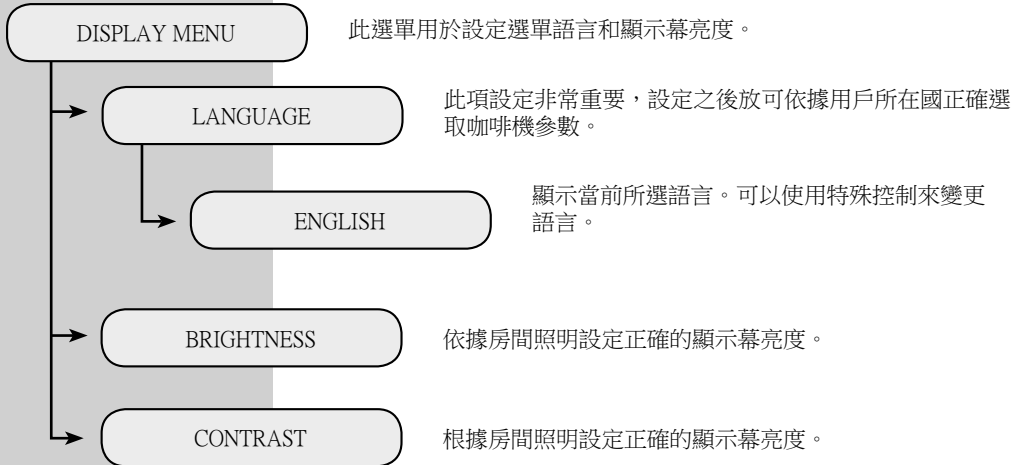 DISPLAY MENU
此選單用於設定選單語言和顯示幕亮度。
LANGUAGE
此項設定非常重要，設定之後放可依據用戶所在國正確選
取咖啡機參數。
ENGLISH
顯示當前所選語言。可以使用特殊控制來變更
語言。
BRIGHTNESS
依據房間照明設定正確的顯示幕亮度。
CONTRAST
根據房間照明設定正確的顯示幕亮度。